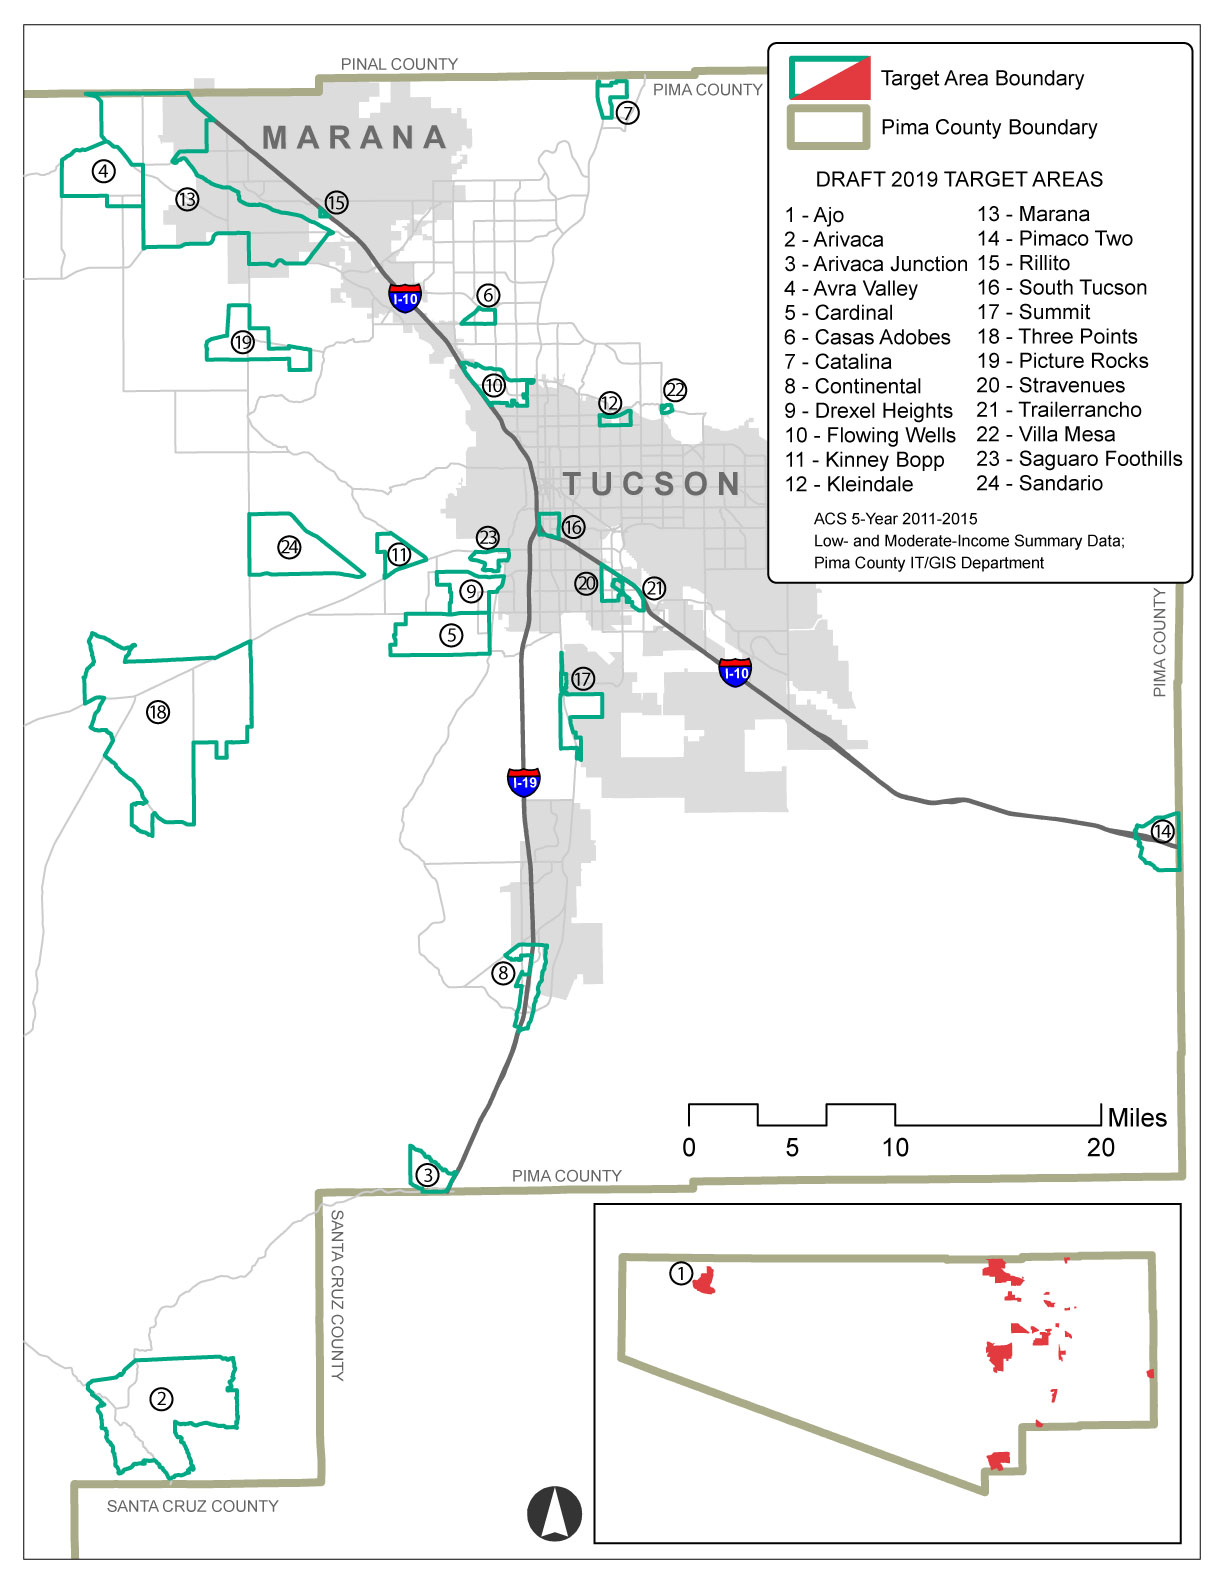 PINAL COUNTY
PIMA COUNTY
Target Area Boundary
Pima County Boundary
DRAFT 2019 TARGET AREAS
1 - Ajo
2 - Arivaca
3 - Arivaca Junction
4 - Avra Valley
5 - Cardinal
6 - Casas Adobes
7 - Catalina
8 - Continental
9 - Drexel Heights
10 - Flowing Wells
11 - Kinney Bopp
12 - Kleindale
13 - Marana
14 - Pimaco Two
15 - Rillito
16 - South Tucson
17 - Summit
18 - Three Points
19 - Picture Rocks
20 - Stravenues
21 - Trailerrancho
22 - Villa Mesa
23 - Saguaro Foothills
24 - Sandario
ACS 5-Year 2011-2015
Low- and Moderate-Income Summary Data;
Pima County IT/GIS Department
7
MARANA
4
13
15
6
I-10
19
10
22
12
TUCSON
16
23
24
11
20
21
9
5
PIMA COUNTY
I-10
17
18
I-19
14
8
Miles
0 5 10 20
3
PIMA COUNTY
SANTA CRUZ COUNTY
1
2
SANTA CRUZ COUNTY